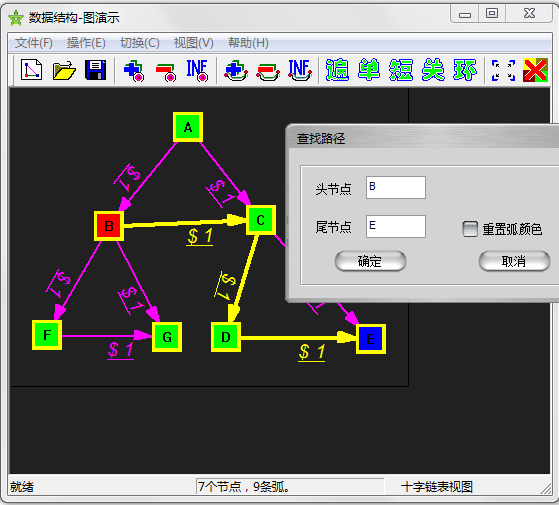 数据结构-图演示
文件(F) 操作(E) 切换(C) 视图(V) 帮助(H)
INF INF 遍 单 短 关 环
A
$ 1
$ 1
B
$ 1
C
$ 1
$ 1
$ 1
F
$ 1
G
D
$ 1
E
查找路径
头节点 B
尾节点 E
重置弧颜色
确定 取消
就绪 7个节点，9条弧。 十字链表视图